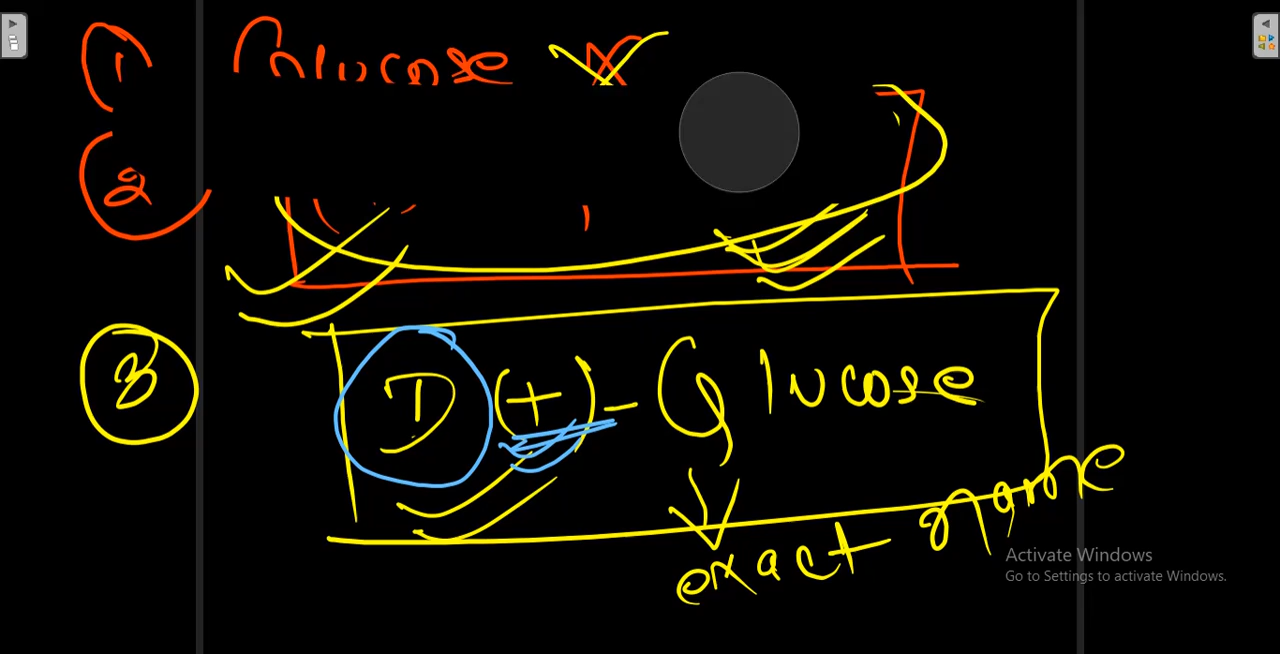 1 Glucose
2
3 D (+) - Glucose
exact name
Activate Windows
Go to Settings to activate Windows.